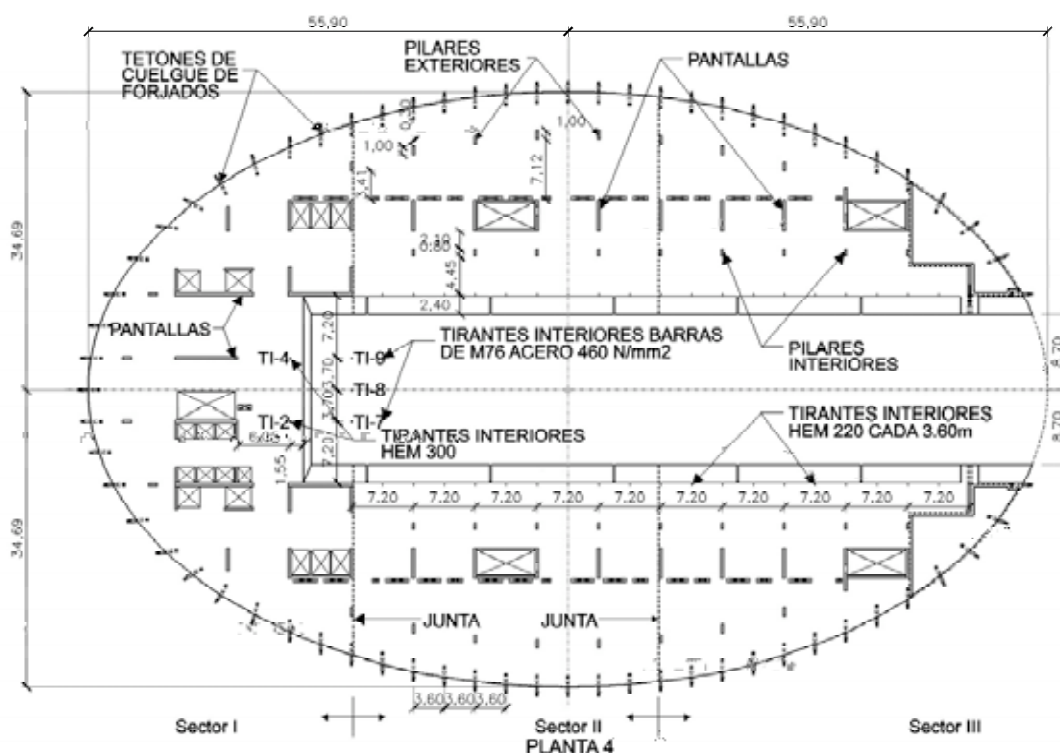 55,90
55,90
TETONES DE
CUELGUE DE
FORJADOS
PILARES
EXTERIORES
PANTALLAS
1,00
1,00
7,12
34,69
4,45
2,40
7,20
PANTALLAS
TI-4
TI-9
TI-8
TI-2
TI-7
3,70
TIRANTES INTERIORES BARRAS
DE M76 ACERO 460 N/mm2
PILARES
INTERIORES
8,70
8,70
TIRANTES INTERIORES
HEM 300
TIRANTES INTERIORES
HEM 220 CADA 3.60m
7,20
1,55
7,20
7,20
7,20
7,20
7,20
7,20
7,20
7,20
7,20
7,20
34,69
JUNTA
JUNTA
3,60
3,60
3,60
Sector I
Sector II
Sector III
PLANTA 4